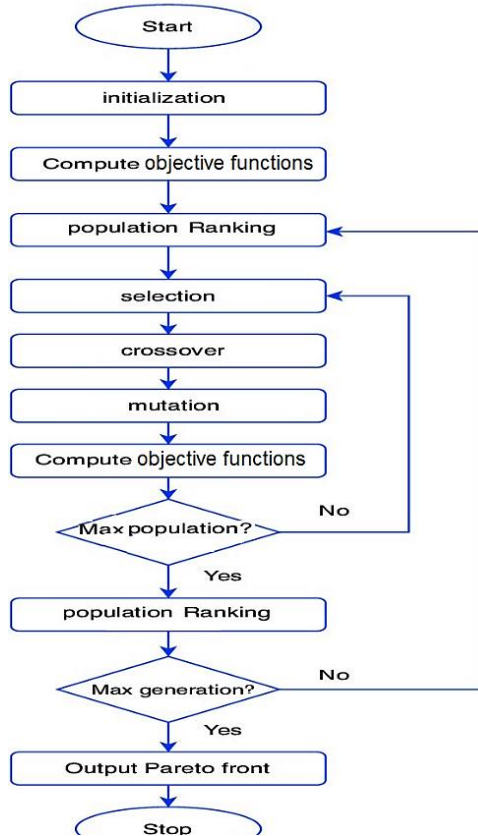 Start
initialization
Compute objective functions
population Ranking
selection
crossover
mutation
Compute objective functions
Max population?
No
Yes
population Ranking
Max generation?
No
Yes
Output Pareto front
Stop